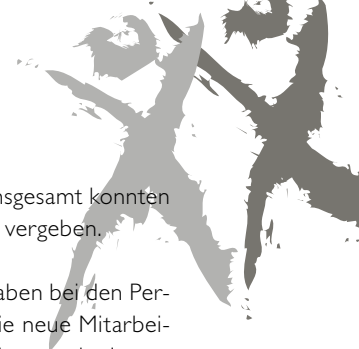 nsgesamt konnten
vergeben.
aben bei den Per-
ie neue Mitarbei-